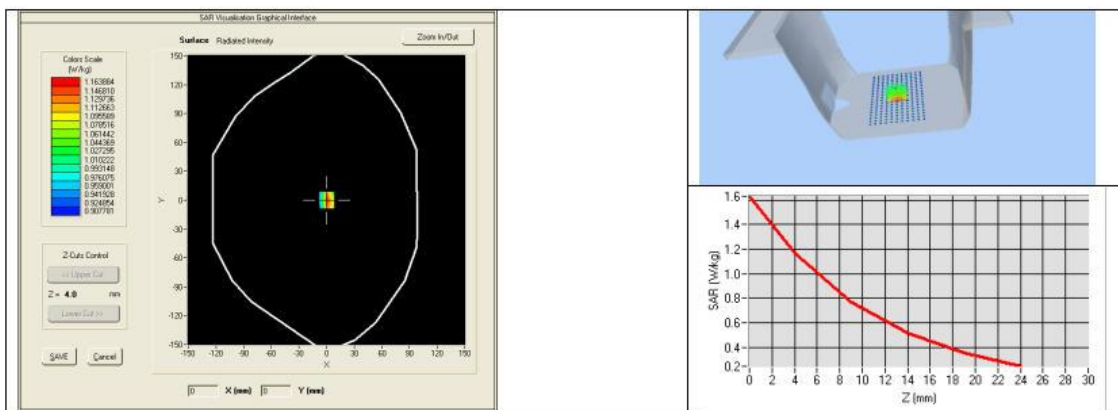 SAR Visualisation Graphical Interface
Surface Radiated Intensity
Zoom In/Out
Colors Scale
(W/kg)
1.163884
1.146810
1.129736
1.112663
1.095589
1.078516
1.061442
1.044369
1.027295
1.010222
0.993148
0.976075
0.959001
0.941928
0.924854
0.907781
Z-Cuts Control
<< Upper Cut
Z = 4.0 mm
Lower Cut >>
SAVE Cancel
150
120
90
60
30
0
-30
-60
-90
-120
-150
Y
-150 -120 -90 -60 -30 0 30 60 90 120 150
X
0 X (mm) 0 Y (mm)
SAR (W/kg)
1.6
1.4
1.2
1.0
0.8
0.6
0.4
0.2
0 2 4 6 8 10 12 14 16 18 20 22 24 26 28 30
Z (mm)